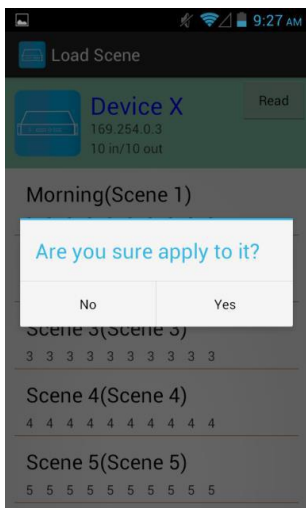 9:27 AM
Load Scene
Device X
Read
169.254.0.3
10 in/10 out
Morning(Scene 1)
Are you sure apply to it?
No Yes
Scene 3(Scene 3)
3 3 3 3 3 3 3 3 3 3
Scene 4(Scene 4)
4 4 4 4 4 4 4 4 4 4
Scene 5(Scene 5)
5 5 5 5 5 5 5 5 5 5